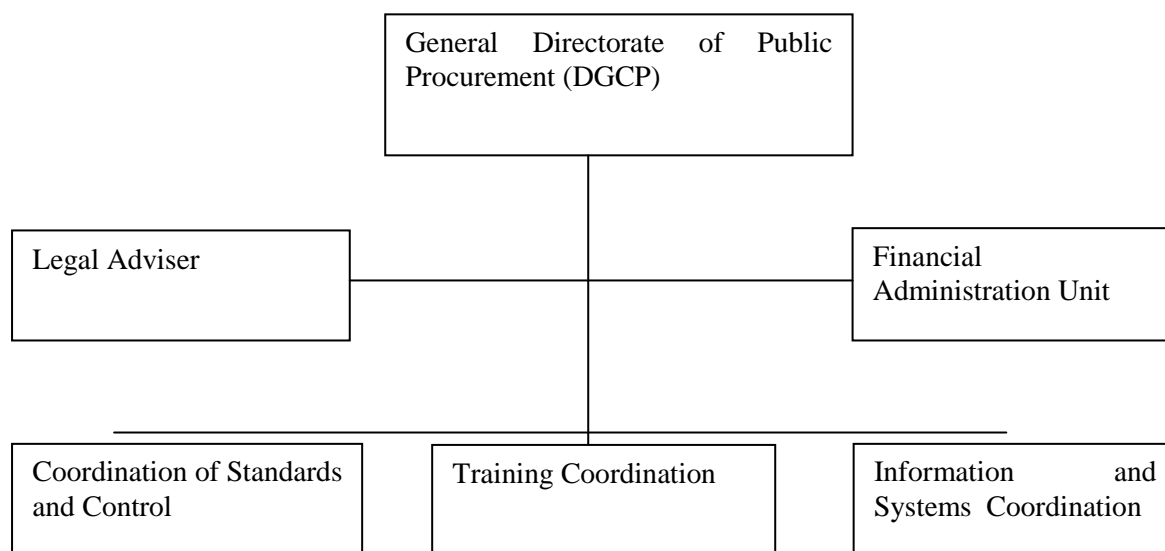 General Directorate of Public
Procurement (DGCP)
Legal Adviser
Financial
Administration Unit
Coordination of Standards
and Control
Training Coordination
Information and
Systems Coordination